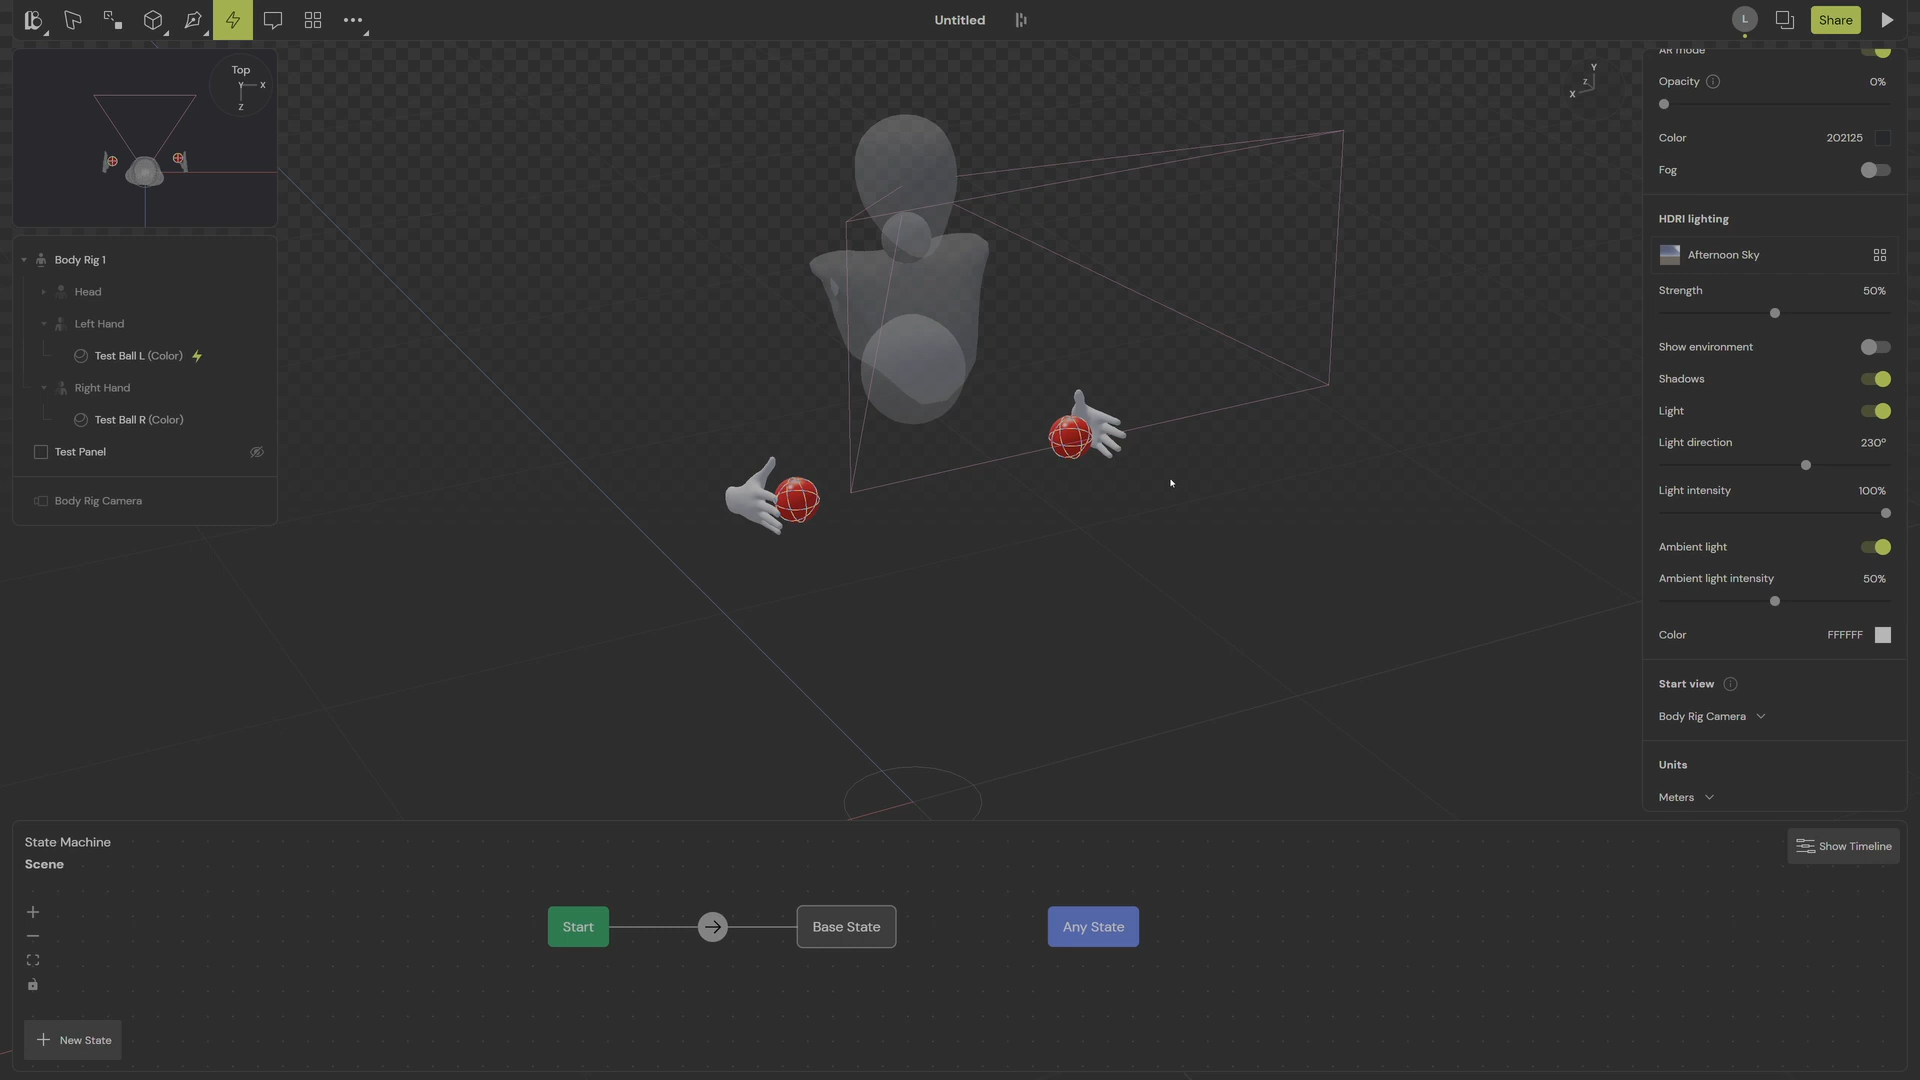 Untitled
L
Share
Top
Y
X
Z
Y
Z
X
Body Rig 1
Head
Left Hand
Test Ball L (Color)
Right Hand
Test Ball R (Color)
Test Panel
Body Rig Camera
AR mode
Opacity
0%
Color
202125
Fog
HDRI lighting
Afternoon Sky
Strength
50%
Show environment
Shadows
Light
Light direction
230º
Light intensity
100%
Ambient light
Ambient light intensity
50%
Color
FFFFFF
Start view
Body Rig Camera
Units
Meters
State Machine
Scene
Show Timeline
Start
Base State
Any State
New State